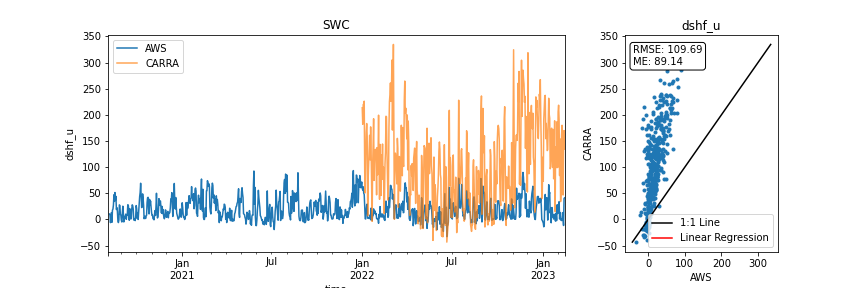 SWC
dshf_u
350
300
250
200
150
100
50
0
−50
AWS
CARRA
Jan
2021
Jul
Jan
2022
Jul
Jan
2023
dshf_u
CARRA
350
300
250
200
150
100
50
0
−50
RMSE: 109.69
ME: 89.14
1:1 Line
Linear Regression
0
100
200
300
AWS